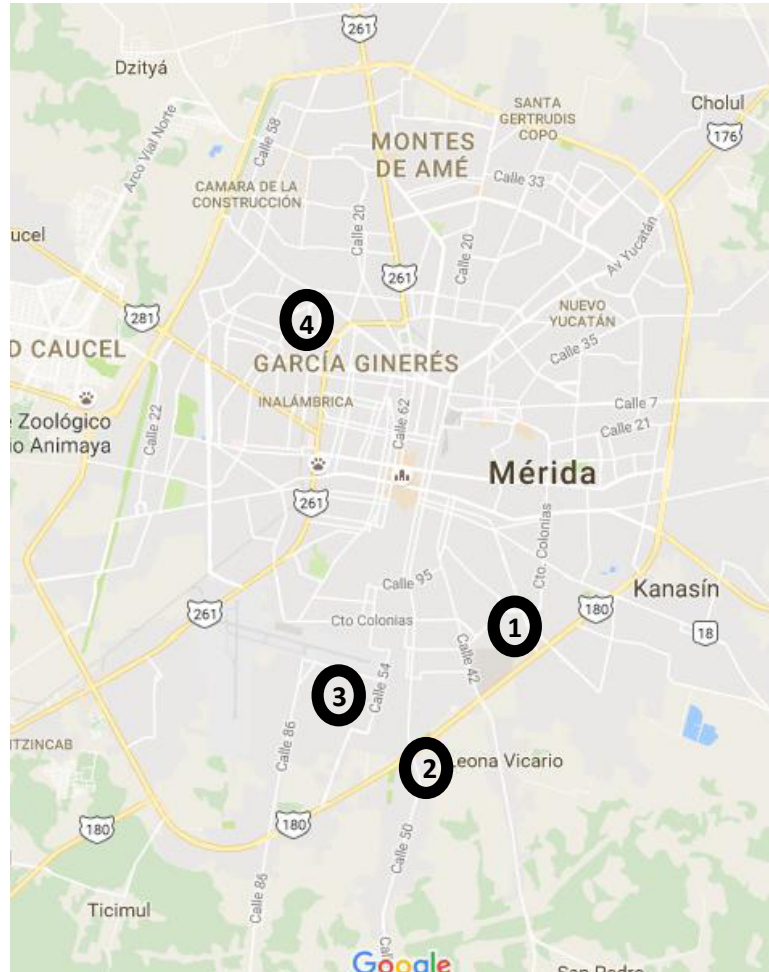 261
Dzityá
SANTA
GERTRUDIS
COPO
Cholul
176
Arco Vial Norte
Calle 58
MONTES
DE AMÉ
Calle 33
CAMARA DE LA
CONSTRUCCIÓN
Calle 20
Calle 20
Av Yucatán
ucel
261
281
4
NUEVO
YUCATÁN
D CAUCEL
GARCÍA GINERÉS
Calle 35
INALÁMBRICA
Calle 62
Calle 7
Calle 22
Calle 21
e Zoológico
io Animaya
Mérida
261
Cto. Colonias
Calle 95
Kanasín
261
Cto Colonias
1
180
18
Calle 42
3
Calle 54
Calle 86
ITZINCAB
2
Leona Vicario
180
180
Calle 50
Calle 86
Ticimul
Cal
Google
San Pedro